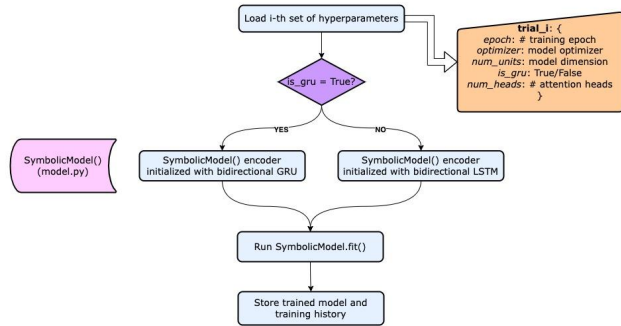 Load i-th set of hyperparameters
trial_i: {
epoch: # training epoch
optimizer: model optimizer
num_units: model dimension
is_gru: True/False
num_heads: # attention heads
}
is_gru = True?
YES
NO
SymbolicModel()
(model.py)
SymbolicModel() encoder
initialized with bidirectional GRU
SymbolicModel() encoder
initialized with bidirectional LSTM
Run SymbolicModel.fit()
Store trained model and
training history